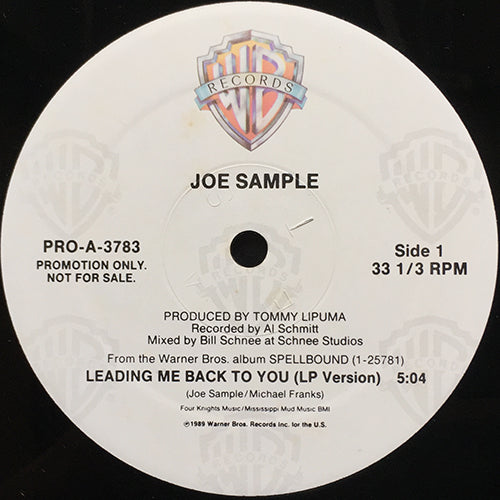 WB
RECORDS
JOE SAMPLE
PRO-A-3783
PROMOTION ONLY.
NOT FOR SALE.
Side 1
33 1/3 RPM
PRODUCED BY TOMMY LIPUMA
Recorded by Al Schmitt
Mixed by Bill Schnee at Schnee Studios
From the Warner Bros. album SPELLBOUND (1-25781)
LEADING ME BACK TO YOU (LP Version) 5:04
(Joe Sample/Michael Franks)
Four Knights Music/Mississippi Mud Music BMI
℗1989 Warner Bros. Records Inc. for the U.S.